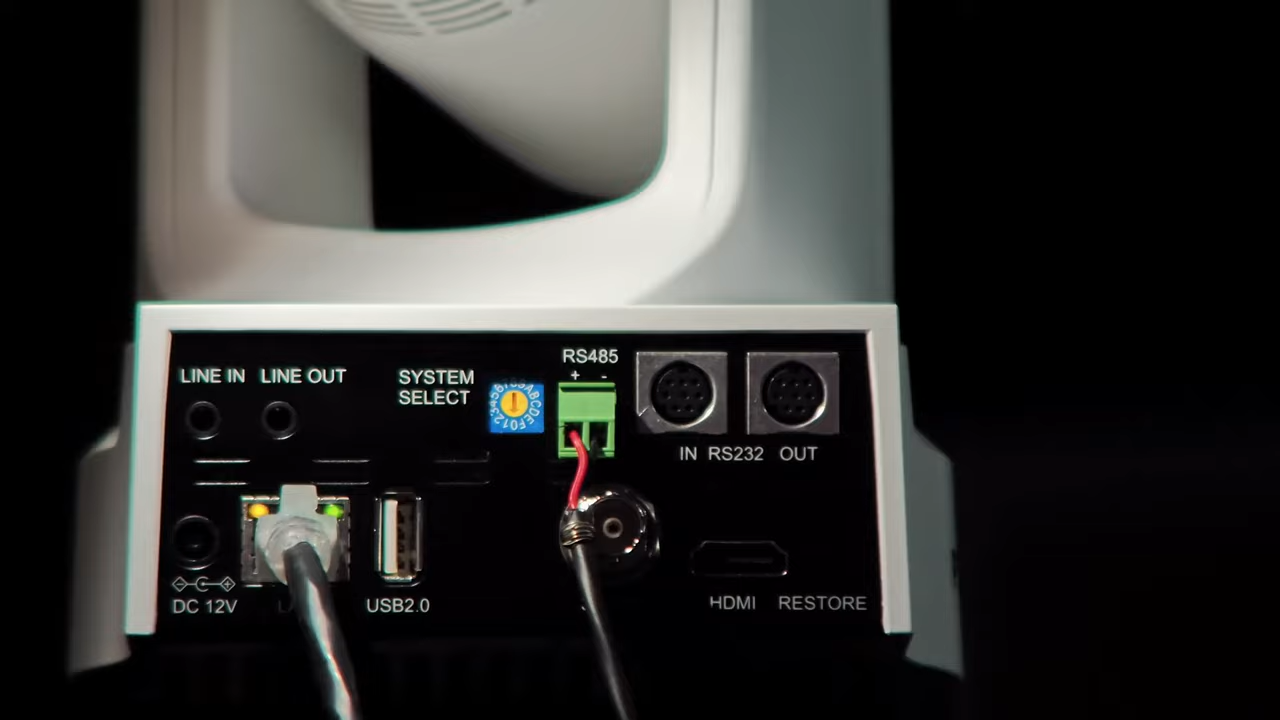 LINE IN LINE OUT
SYSTEM
SELECT
RS485
+ -
IN RS232 OUT
DC 12V
USB2.0
HDMI RESTORE